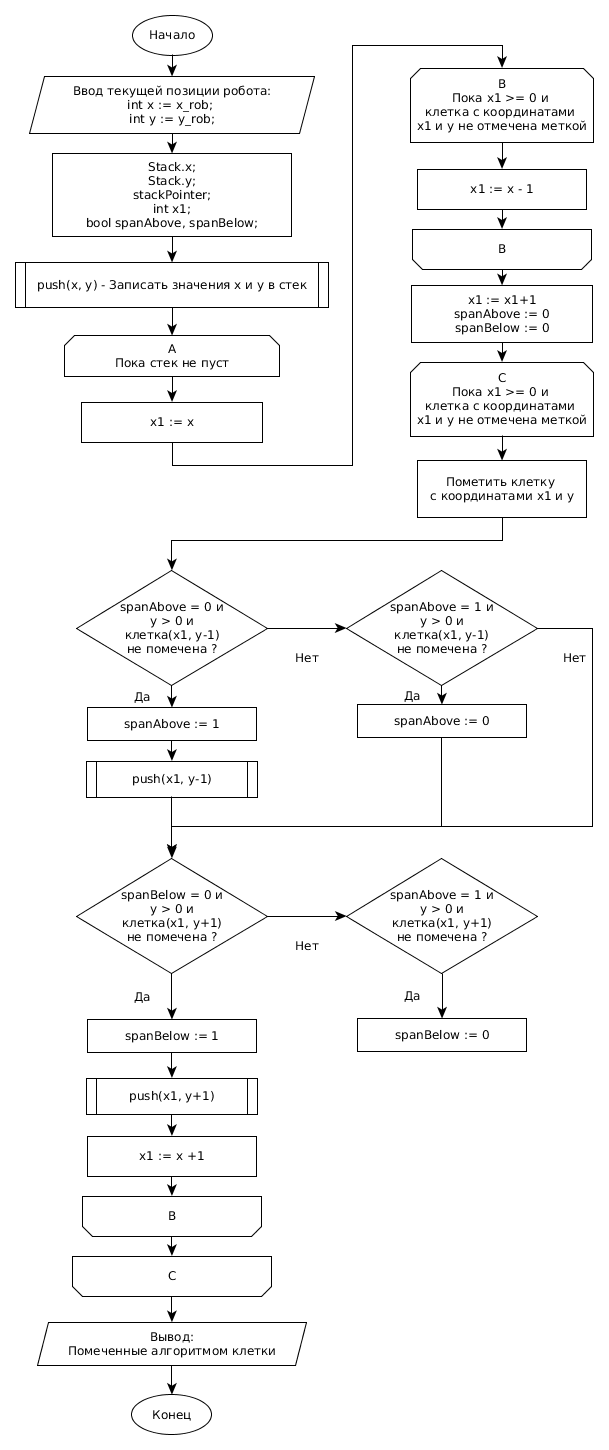 Начало
Ввод текущей позиции робота:
int x := x_rob;
int y := y_rob;
Stack.x;
Stack.y;
stackPointer;
int x1;
bool spanAbove, spanBelow;
push(x, y) - Записать значения x и y в стек
A
Пока стек не пуст
x1 := x
B
Пока x1 >= 0 и
клетка с координатами
x1 и y не отмечена меткой
x1 := x - 1
B
x1 := x1+1
spanAbove := 0
spanBelow := 0
C
Пока x1 >= 0 и
клетка с координатами
x1 и y не отмечена меткой
Пометить клетку
с координатами x1 и y
spanAbove = 0 и
y > 0 и
клетка(x1, y-1)
не помечена ?
Нет
spanAbove = 1 и
y > 0 и
клетка(x1, y-1)
не помечена ?
Нет
Да
spanAbove := 1
push(x1, y-1)
Да
spanAbove := 0
spanBelow = 0 и
y > 0 и
клетка(x1, y+1)
не помечена ?
Нет
spanAbove = 1 и
y > 0 и
клетка(x1, y+1)
не помечена ?
Да
spanBelow := 1
Да
spanBelow := 0
push(x1, y+1)
x1 := x +1
B
C
Вывод:
Помеченные алгоритмом клетки
Конец